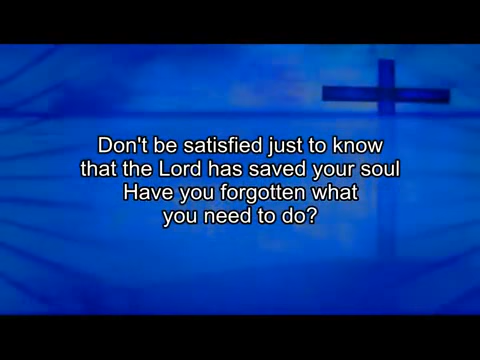 Don't be satisfied just to know
that the Lord has saved your soul
Have you forgotten what
you need to do?